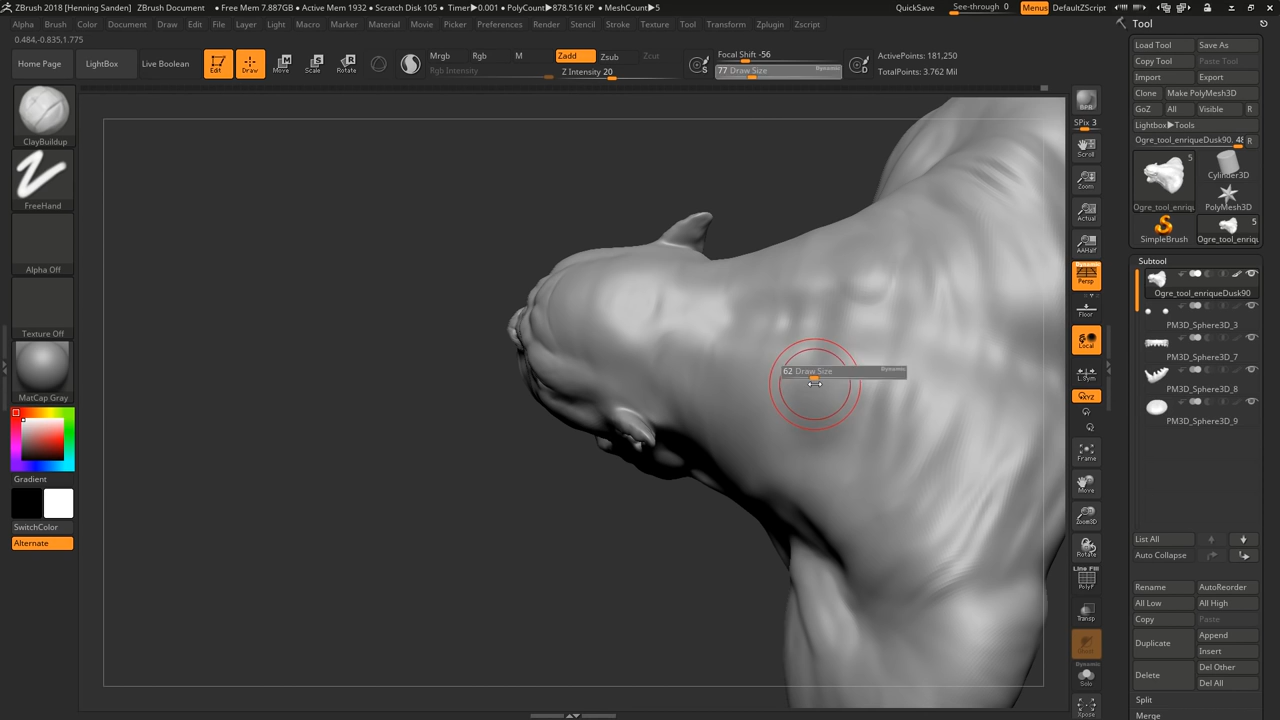 ZBrush 2018 [Henning Sanden] ZBrush Document • Free Mem 7.887GB • Active Mem 1932 • Scratch Disk 105 • Timer▶0.001 • PolyCount▶878.516 KP • MeshCount▶5 QuickSave See-through 0 Menus DefaultZScript
Alpha Brush Color Document Draw Edit File Layer Light Macro Marker Material Movie Picker Preferences Render Stencil Stroke Texture Tool Transform Zplugin Zscript
0.484,-0.835,1.775
Home Page LightBox Live Boolean
Edit Draw Move Scale Rotate
Mrgb Rgb M Zadd Zsub Zcut
Rgb Intensity Z Intensity 20
Focal Shift -56
77 Draw Size Dynamic
S D
ActivePoints: 181,250
TotalPoints: 3.762 Mil
ClayBuildup
FreeHand
Alpha Off
Texture Off
MatCap Gray
Gradient
SwitchColor
Alternate
62 Draw Size Dynamic
BPR
SPix 3
Scroll
Zoom
Actual
AAHalf
Dynamic
Persp
Floor
Local
L.Sym
XYZ
Frame
Move
Zoom3D
Rotate
Line Fill
PolyF
Transp
Dynamic
Solo
Xpose
Tool
Load Tool Save As
Copy Tool Paste Tool
Import Export
Clone Make PolyMesh3D
GoZ All Visible R
Lightbox▶Tools
Ogre_tool_enriqueDusk90. 48 R
5 Cylinder3D
Ogre_tool_enriqu PolyMesh3D
5
SimpleBrush Ogre_tool_enriqu
Subtool
Ogre_tool_enriqueDusk90
PM3D_Sphere3D_3
PM3D_Sphere3D_7
PM3D_Sphere3D_8
PM3D_Sphere3D_9
List All
Auto Collapse
Rename AutoReorder
All Low All High
Copy Paste
Duplicate Append
Insert
Delete Del Other
Del All
Split
Merge